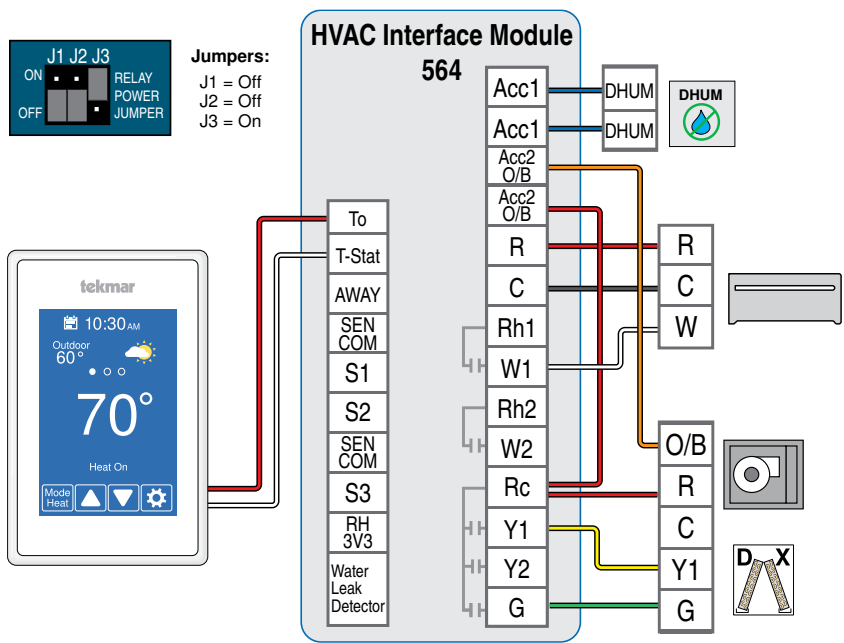 J1 J2 J3
ON
OFF
RELAY
POWER
JUMPER
Jumpers:
J1 = Off
J2 = Off
J3 = On
HVAC Interface Module
564
tekmar
10:30 AM
Outdoor
60°
70°
Heat On
Mode
Heat
To
T-Stat
AWAY
SEN
COM
S1
S2
SEN
COM
S3
RH
3V3
Water
Leak
Detector
Acc1
Acc1
Acc2
O/B
Acc2
O/B
R
C
Rh1
W1
Rh2
W2
Rc
Y1
Y2
G
DHUM
DHUM
DHUM
R
C
W
O/B
R
C
Y1
G
D X